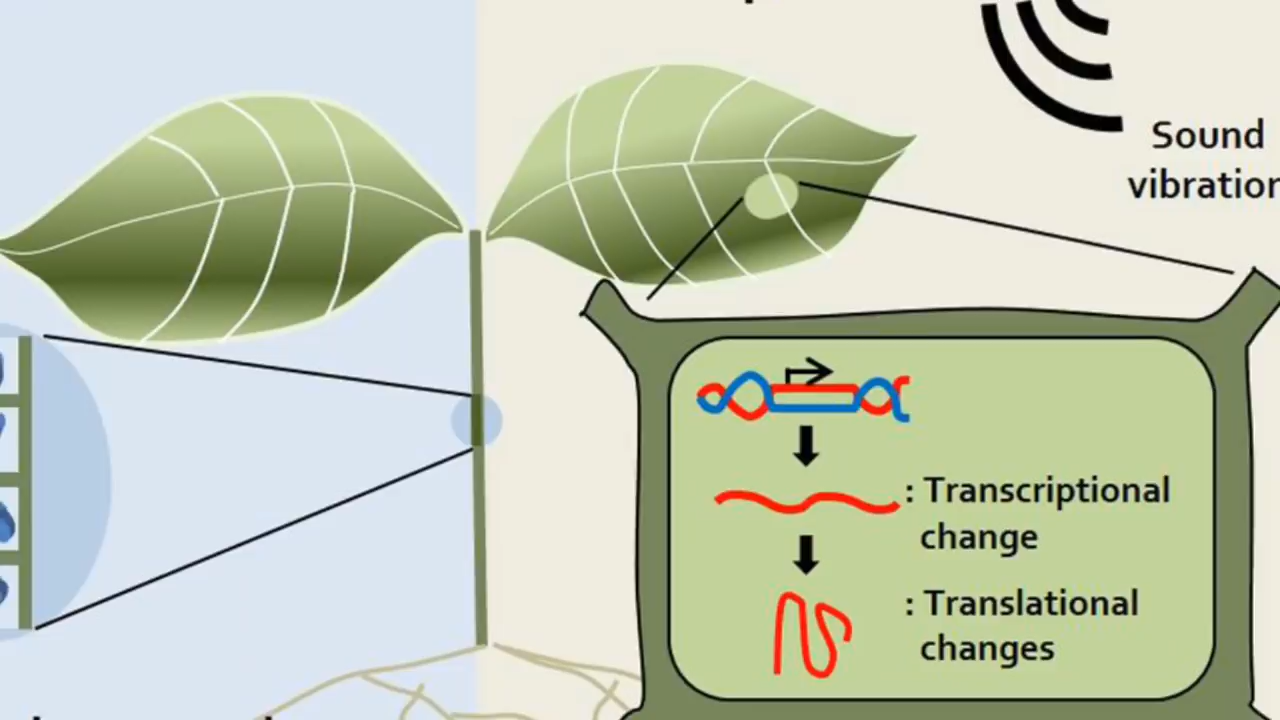 Sound
vibration
: Transcriptional
change
: Translational
changes